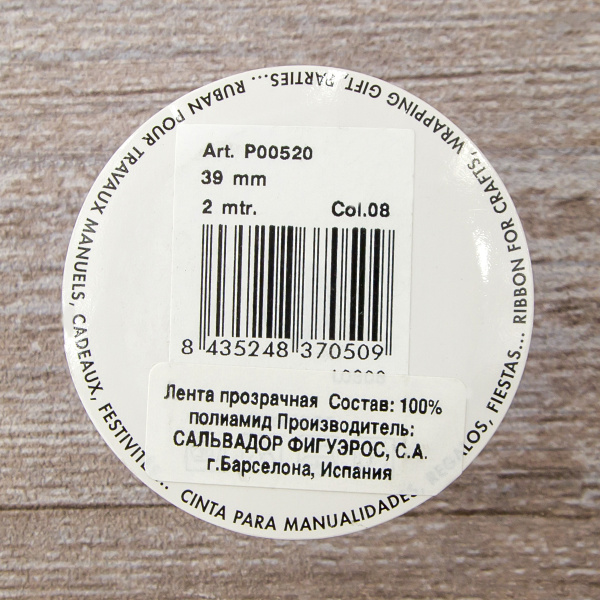 Art. P00520
39 mm
2 mtr. Col.08
8 435248 370509
Лента прозрачная Состав: 100%
полиамид Производитель:
САЛЬВАДОР ФИГУЭРОС, С.А.
г.Барселона, Испания
RUBAN POUR TRAVAUX MANUELS, CADEAUX,
CINTA PARA MANUALIDADES, REGALOS, FIESTAS...
RIBBON FOR CRAFTS, WRAPPING GIFT, PARTIES...